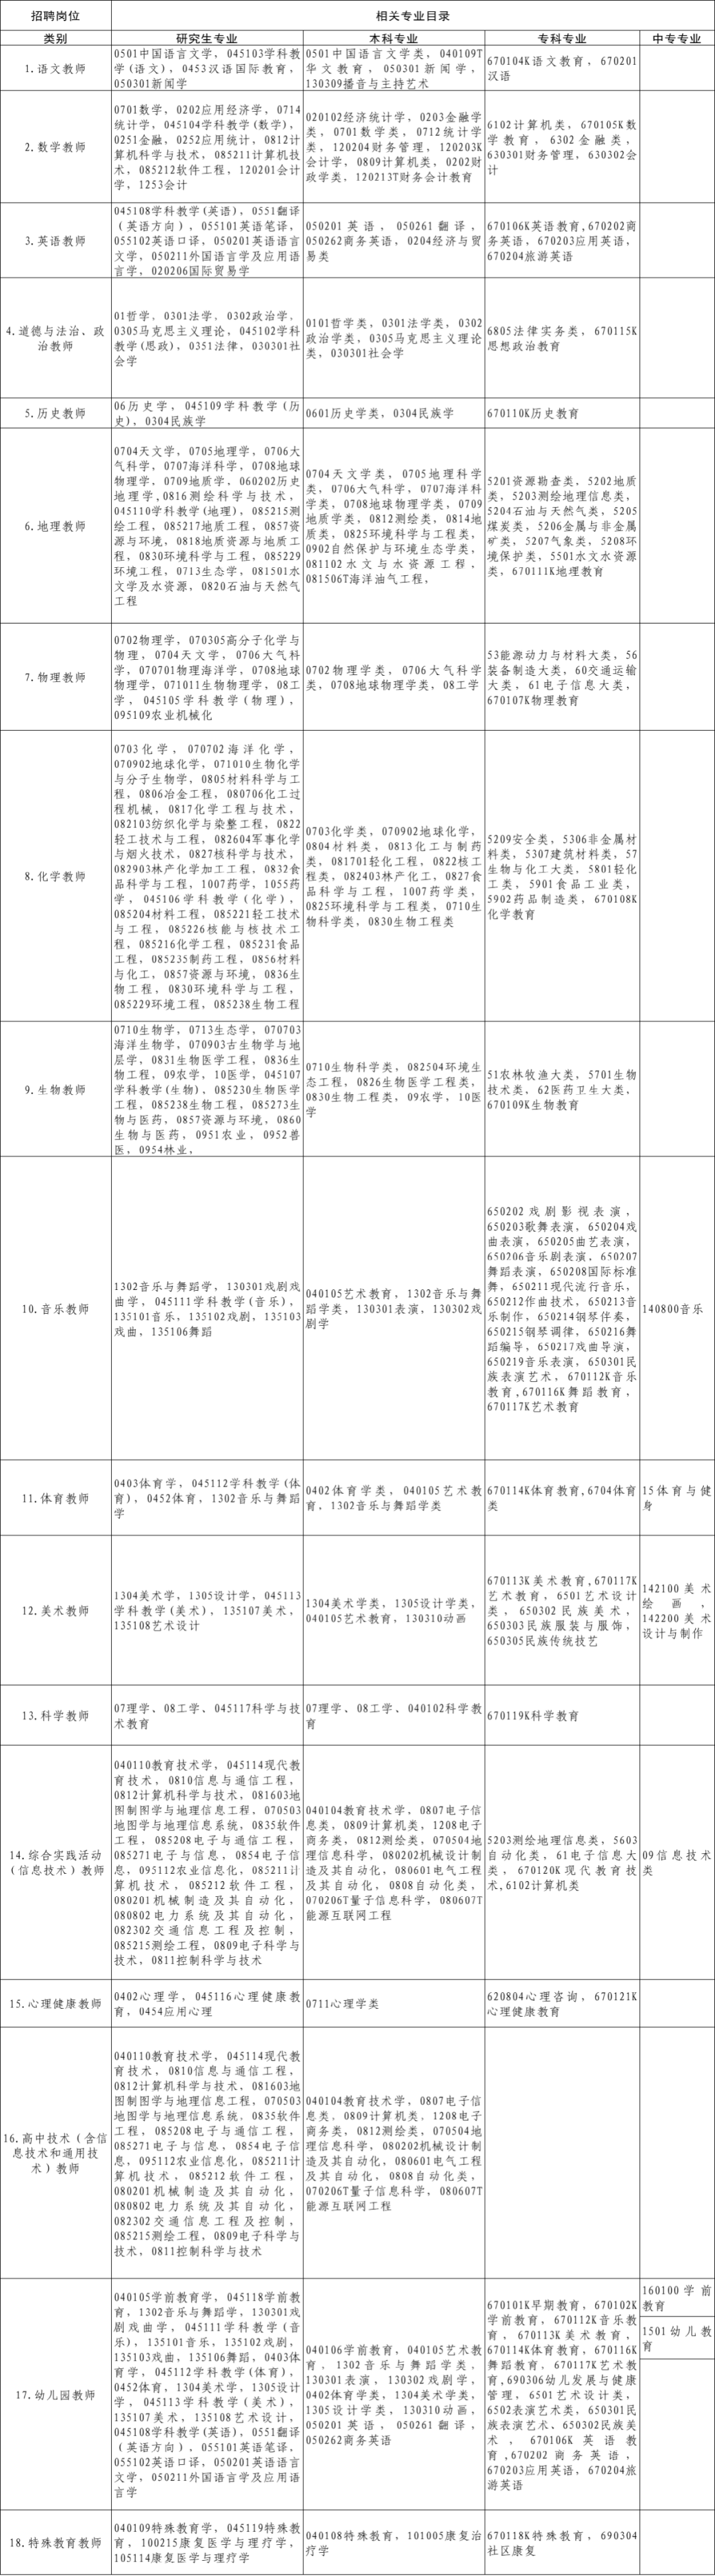 招聘岗位
相关专业目录
类别
研究生专业
本科专业
专科专业
中专专业
1.语文教师
0501中国语言文学，045103学科教
学(语文)，0453汉语国际教育，
050301新闻学
0501中国语言文学类，040109T
华文教育，050301新闻学，
130309播音与主持艺术
670104K语文教育，670201
汉语
2.数学教师
0701数学，0202应用经济学，0714
统计学，045104学科教学(数学)，
0251金融，0252应用统计，0812计
算机科学与技术，085211计算机技
术，085212软件工程，120201会计
学，1253会计
020102经济统计学，0203金融学
类，0701数学类，0712统计学
类，120204财务管理，120203K
会计学，0809计算机类，0202财
政学类，120213T财务会计教育
6102计算机类，670105K数
学教育，6302金融类，
630301财务管理，630302会
计
3.英语教师
045108学科教学(英语)，0551翻译
（英语方向），055101英语笔译，
055102英语口译，050201英语语言
文学，050211外国语言学及应用语
言学，020206国际贸易学
050201英语，050261翻译，
050262商务英语，0204经济与贸
易类
670106K英语教育,670202商
务英语，670203应用英语，
670204旅游英语
4.道德与法治、政
治教师
01哲学，0301法学，0302政治学，
0305马克思主义理论，045102学科
教学(思政)，0351法律，030301社
会学
0101哲学类，0301法学类，0302
政治学类，0305马克思主义理论
类，030301社会学
6805法律实务类，670115K
思想政治教育
5.历史教师
06历史学，045109学科教学(历
史)，0304民族学
0601历史学类，0304民族学
670110K历史教育
6.地理教师
0704天文学，0705地理学，0706大
气科学，0707海洋科学，0708地球
物理学，0709地质学，060202历史
地理学,0816测绘科学与技术，
045110学科教学(地理)，085215测
绘工程，085217地质工程，0857资
源与环境，0818地质资源与地质工
程，0830环境科学与工程，085229
环境工程，0713生态学，081501水
文学及水资源，0820石油与天然气
工程
0704天文学类，0705地理科学
类，0706大气科学，0707海洋科
学类，0708地球物理学类，0709
地质学类，0812测绘类，0814地
质类，0825环境科学与工程类，
0902自然保护与环境生态学类，
081102水文与水资源工程，
081506T海洋油气工程，
5201资源勘查类，5202地质
类，5203测绘地理信息类，
5204石油与天然气类，5205
煤炭类，5206金属与非金属
矿类，5207气象类，5208环
境保护类，5501水文水资源
类，670111K地理教育
7.物理教师
0702物理学，070305高分子化学与
物理，0704天文学，0706大气科
学，070701物理海洋学，0708地球
物理学，071011生物物理学，08工
学，045105学科教学(物理)，
095109农业机械化
0702物理学类，0706大气科学
类，0708地球物理学类，08工学
53能源动力与材料大类，56
装备制造大类，60交通运输
大类，61电子信息大类，
670107K物理教育
8.化学教师
0703化学，070702海洋化学，
070902地球化学，071010生物化学
与分子生物学，0805材料科学与工
程，0806冶金工程，080706化工过
程机械，0817化学工程与技术，
082103纺织化学与染整工程，0822
轻工技术与工程，082604军事化学
与烟火技术，0827核科学与技术，
082903林产化学加工工程，0832食
品科学与工程，1007药学，1055药
学，045106学科教学(化学)，
085204材料工程，085221轻工技术
与工程，085226核能与核技术工
程，085216化学工程，085231食品
工程，085235制药工程，0856材料
与化工，0857资源与环境，0836生
物工程，0830环境科学与工程，
085229环境工程，085238生物工程
0703化学类，070902地球化学，
0804材料类，0813化工与制药
类，081701轻化工程，0822核工
程类，082403林产化工，0827食
品科学与工程，1007药学类，
0825环境科学与工程类，0710生
物科学类，0830生物工程类
5209安全类，5306非金属材
料类，5307建筑材料类，57
生物与化工大类，5801轻化
工类，5901食品工业类，
5902药品制造类，670108K
化学教育
9.生物教师
0710生物学，0713生态学，070703
海洋生物学，070903古生物学与地
层学，0831生物医学工程，0836生
物工程，09农学，10医学，045107
学科教学(生物)，085230生物医学
工程，085238生物工程，085273生
物与医药，0857资源与环境，0860
生物与医药，0951农业，0952兽
医，0954林业，
0710生物科学类，082504环境生
态工程，0826生物医学工程类，
0830生物工程类，09农学，10医
学
51农林牧渔大类，5701生物
技术类，62医药卫生大类，
670109K生物教育
10.音乐教师
1302音乐与舞蹈学，130301戏剧戏
曲学，045111学科教学(音乐)，
135101音乐，135102戏剧，135103
戏曲，135106舞蹈
040105艺术教育，1302音乐与舞
蹈学类，130301表演，130302戏
剧学
650202戏剧影视表演，
650203歌舞表演，650204戏
曲表演，650205曲艺表演，
650206音乐剧表演，650207
舞蹈表演，650208国际标准
舞，650211现代流行音乐，
650212作曲技术，650213音
乐制作，650214钢琴伴奏，
650215钢琴调律，650216舞
蹈编导，650217戏曲导演，
650219音乐表演，650301民
族表演艺术，670112K音乐
教育,670116K舞蹈教育，
670117K艺术教育
140800音乐
11.体育教师
0403体育学，045112学科教学(体
育)，0452体育，1302音乐与舞蹈
学
0402体育学类，040105艺术教
育，1302音乐与舞蹈学类
670114K体育教育,6704体育
类
15体育与健
身
12.美术教师
1304美术学，1305设计学，045113
学科教学(美术)，135107美术，
135108艺术设计
1304美术学类，1305设计学类，
040105艺术教育，130310动画
670113K美术教育,670117K
艺术教育，6501艺术设计
类，650302民族美术，
650303民族服装与服饰，
650305民族传统技艺
142100美术
绘画，
142200美术
设计与制作
13.科学教师
07理学、08工学、045117科学与技
术教育
07理学、08工学、040102科学教
育
670119K科学教育
14.综合实践活动
（信息技术）教师
040110教育技术学，045114现代教
育技术，0810信息与通信工程，
0812计算机科学与技术，081603地
图制图学与地理信息工程，070503
地图学与地理信息系统，0835软件
工程，085208电子与通信工程，
085271电子与信息，0854电子信
息，095112农业信息化，085211计
算机技术，085212软件工程，
080201机械制造及其自动化，
080802电力系统及其自动化，
082302交通信息工程及控制，
085215测绘工程，0809电子科学与
技术，0811控制科学与技术
040104教育技术学，0807电子信
息类，0809计算机类，1208电子
商务类，0812测绘类，070504地
理信息科学，080202机械设计制
造及其自动化，080601电气工程
及其自动化，0808自动化类，
070206T量子信息科学，080607T
能源互联网工程
5203测绘地理信息类，5603
自动化类，61电子信息大
类，670120K现代教育技
术,6102计算机类
09信息技术
类
15.心理健康教师
0402心理学，045116心理健康教
育，0454应用心理
0711心理学类
620804心理咨询，670121K
心理健康教育
16.高中技术（含信
息技术和通用技
术）教师
040110教育技术学，045114现代教
育技术，0810信息与通信工程，
0812计算机科学与技术，081603地
图制图学与地理信息工程，070503
地图学与地理信息系统，0835软件
工程，085208电子与通信工程，
085271电子与信息，0854电子信
息，095112农业信息化，085211计
算机技术，085212软件工程，
080201机械制造及其自动化，
080802电力系统及其自动化，
082302交通信息工程及控制，
085215测绘工程，0809电子科学与
技术，0811控制科学与技术
040104教育技术学，0807电子信
息类，0809计算机类，1208电子
商务类，0812测绘类，070504地
理信息科学，080202机械设计制
造及其自动化，080601电气工程
及其自动化，0808自动化类，
070206T量子信息科学，080607T
能源互联网工程
17.幼儿园教师
040105学前教育学，045118学前教
育，1302音乐与舞蹈学，130301戏
剧戏曲学，045111学科教学(音
乐)，135101音乐，135102戏剧，
135103戏曲，135106舞蹈，0403体
育学，045112学科教学(体育)，
0452体育，1304美术学，1305设计
学，045113学科教学(美术)，
135107美术，135108艺术设计，
045108学科教学(英语)，0551翻译
（英语方向），055101英语笔译，
055102英语口译，050201英语语言
文学，050211外国语言学及应用语
言学
040106学前教育，040105艺术教
育，1302音乐与舞蹈学类，
130301表演，130302戏剧学，
0402体育学类，1304美术学类，
1305设计学类，130310动画，
050201英语，050261翻译，
050262商务英语
670101K早期教育，670102K
学前教育，670112K音乐教
育，670113K美术教育，
670114K体育教育，670116K
舞蹈教育，670117K艺术教
育,690306幼儿发展与健康
管理，6501艺术设计类，
6502表演艺术类，650301民
族表演艺术、650302民族美
术，670106K英语教育
,670202商务英语，
670203应用英语，670204旅
游英语
160100学前
教育
1501幼儿教
育
18.特殊教育教师
040109特殊教育学，045119特殊教
育，100215康复医学与理疗学，
105114康复医学与理疗学
040108特殊教育，101005康复治
疗学
670118K特殊教育，690304
社区康复